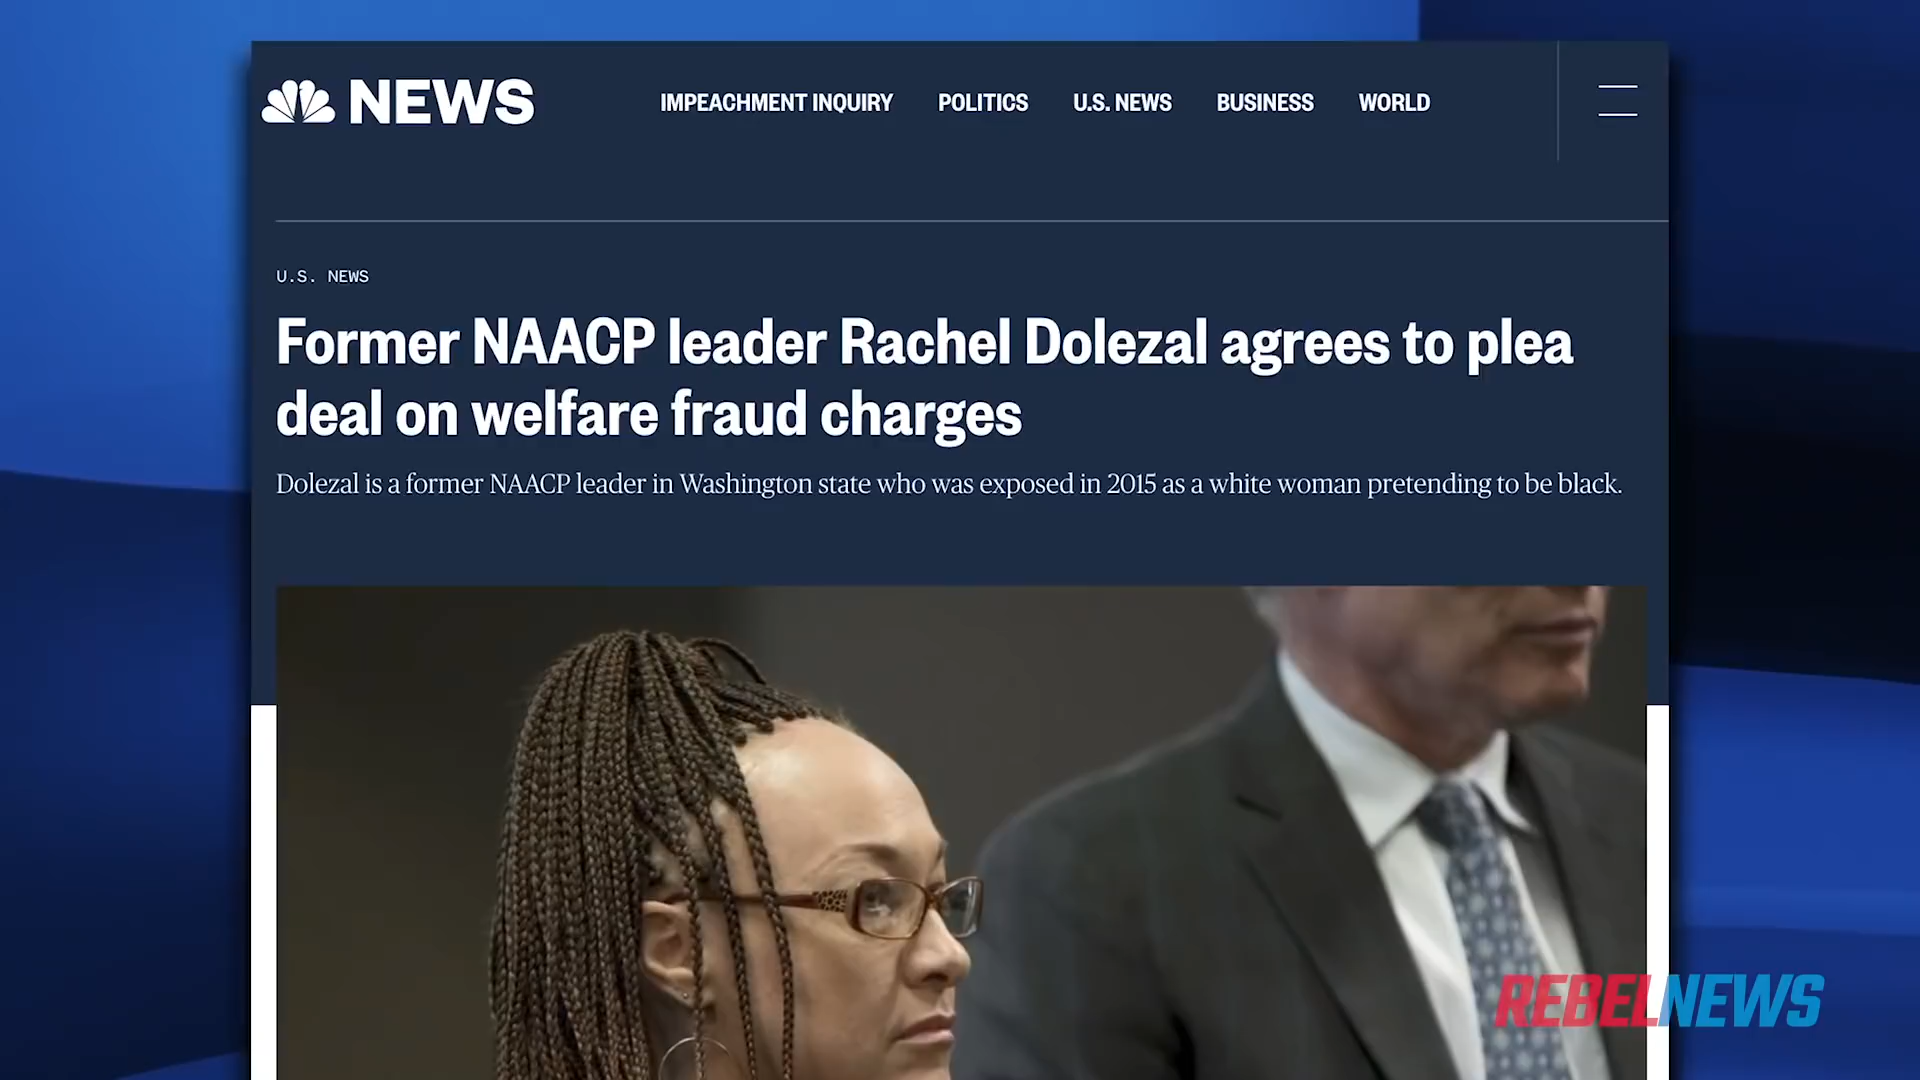 NEWS
IMPEACHMENT INQUIRY POLITICS U.S. NEWS BUSINESS WORLD
U.S. NEWS
Former NAACP leader Rachel Dolezal agrees to plea
deal on welfare fraud charges
Dolezal is a former NAACP leader in Washington state who was exposed in 2015 as a white woman pretending to be black.
REBELNEWS